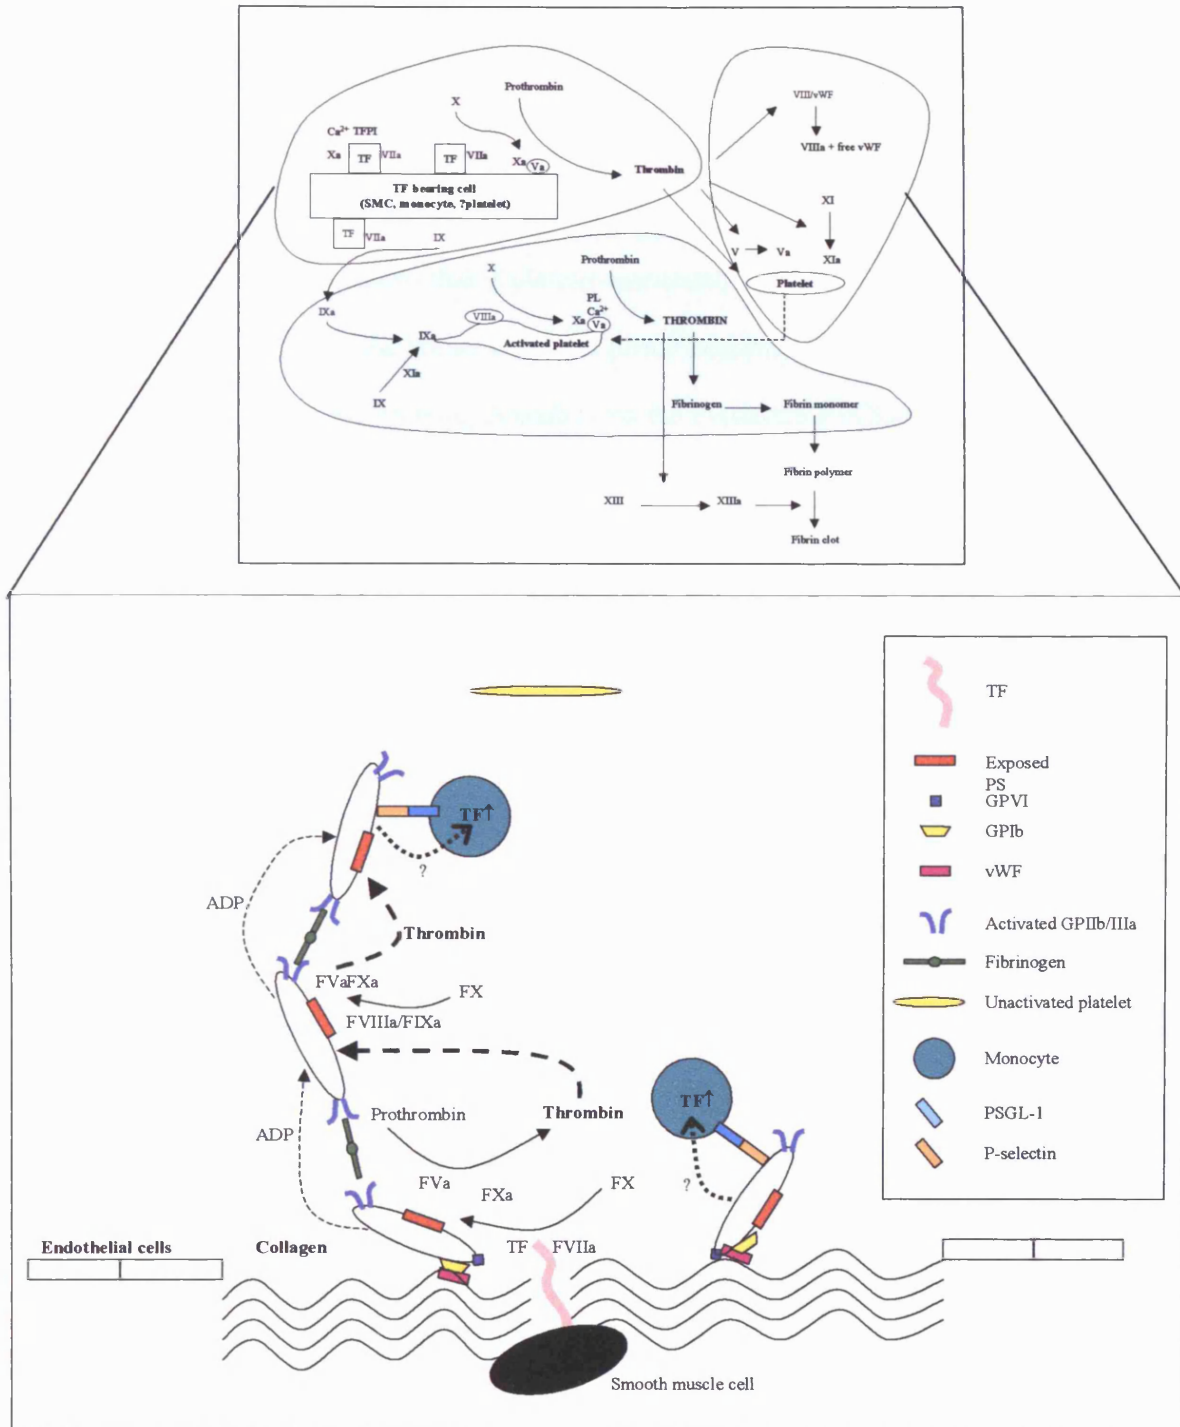 Prothrombin
X
Ca²⁺ TFPI
Xa TF VIIa
TF VIIa
Xa Va
Thrombin
TF bearing cell
(SMC, monocyte, ?platelet)
TF VIIa
IX
VIII/vWF
VIIIa + free vWF
XI
V
Va
XIa
Platelet
Prothrombin
X
PL
Ca²⁺
IXa
VIIIa
Xa Va
THROMBIN
IXa
Activated platelet
XIa
IX
Fibrinogen
Fibrin monomer
Fibrin polymer
XIII
XIIIa
Fibrin clot
TF
Exposed
PS
GPVI
GPIb
vWF
Activated GPIIb/IIIa
Fibrinogen
Unactivated platelet
Monocyte
PSGL-1
P-selectin
TF↑
?
ADP
Thrombin
FVaFXa
FX
FVIIIa/FIXa
TF↑
Prothrombin
Thrombin
ADP
?
FVa
FXa
FX
Endothelial cells
Collagen
TF
FVIIa
Smooth muscle cell